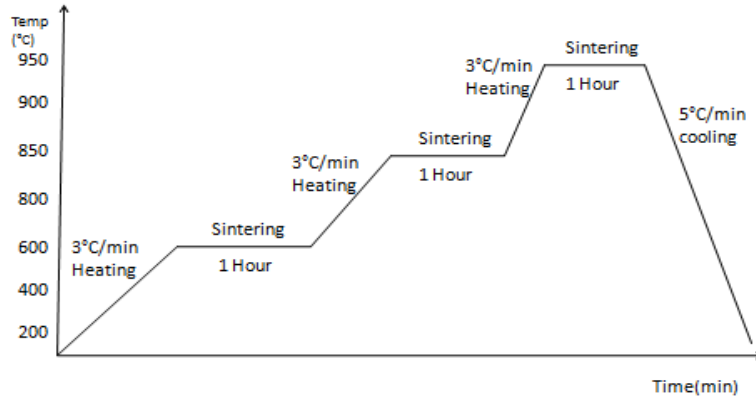 Temp
(°C)
950
900
850
800
600
400
200
3°C/min
Heating
Sintering
1 Hour
3°C/min
Heating
Sintering
1 Hour
3°C/min
Heating
Sintering
1 Hour
5°C/min
cooling
Time(min)